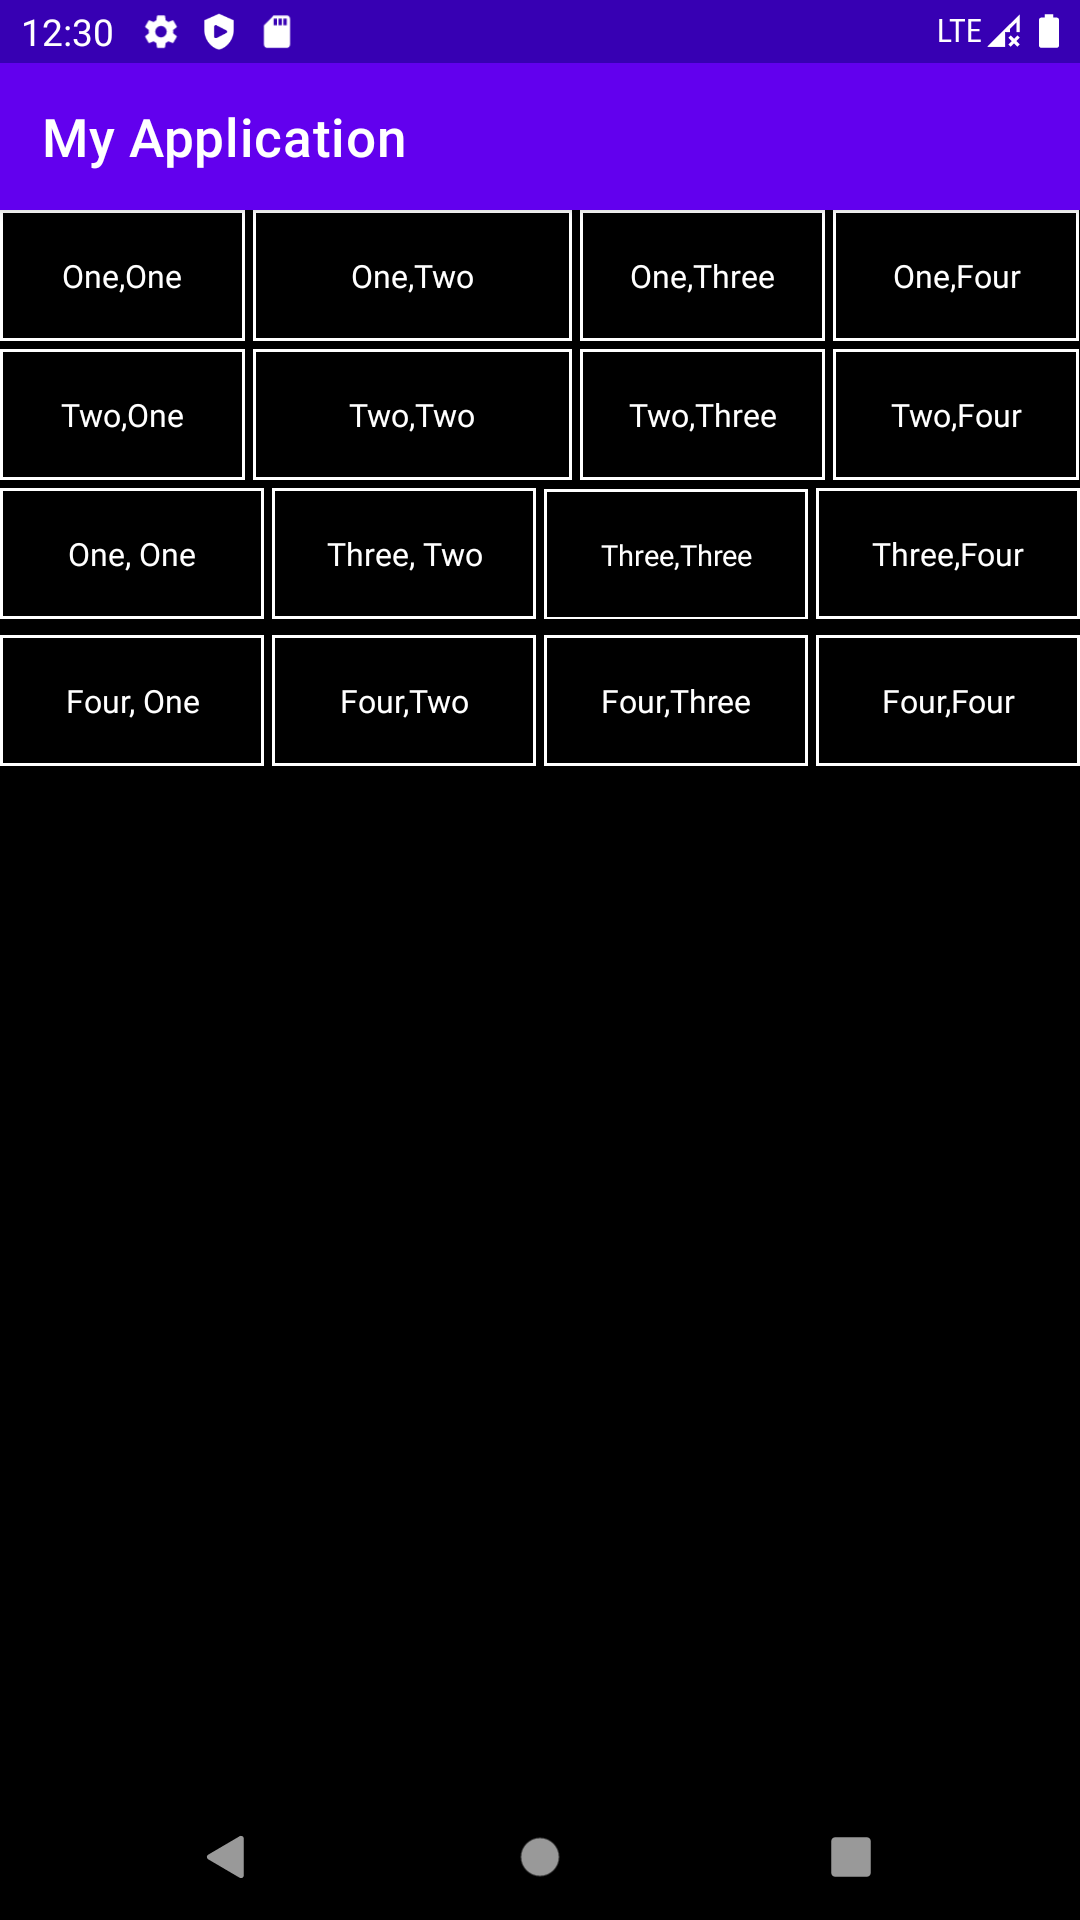 12:30 LTE
My Application
One,One One,Two One,Three One,Four
Two,One Two,Two Two,Three Two,Four
One, One Three, Two Three,Three Three,Four
Four, One Four,Two Four,Three Four,Four